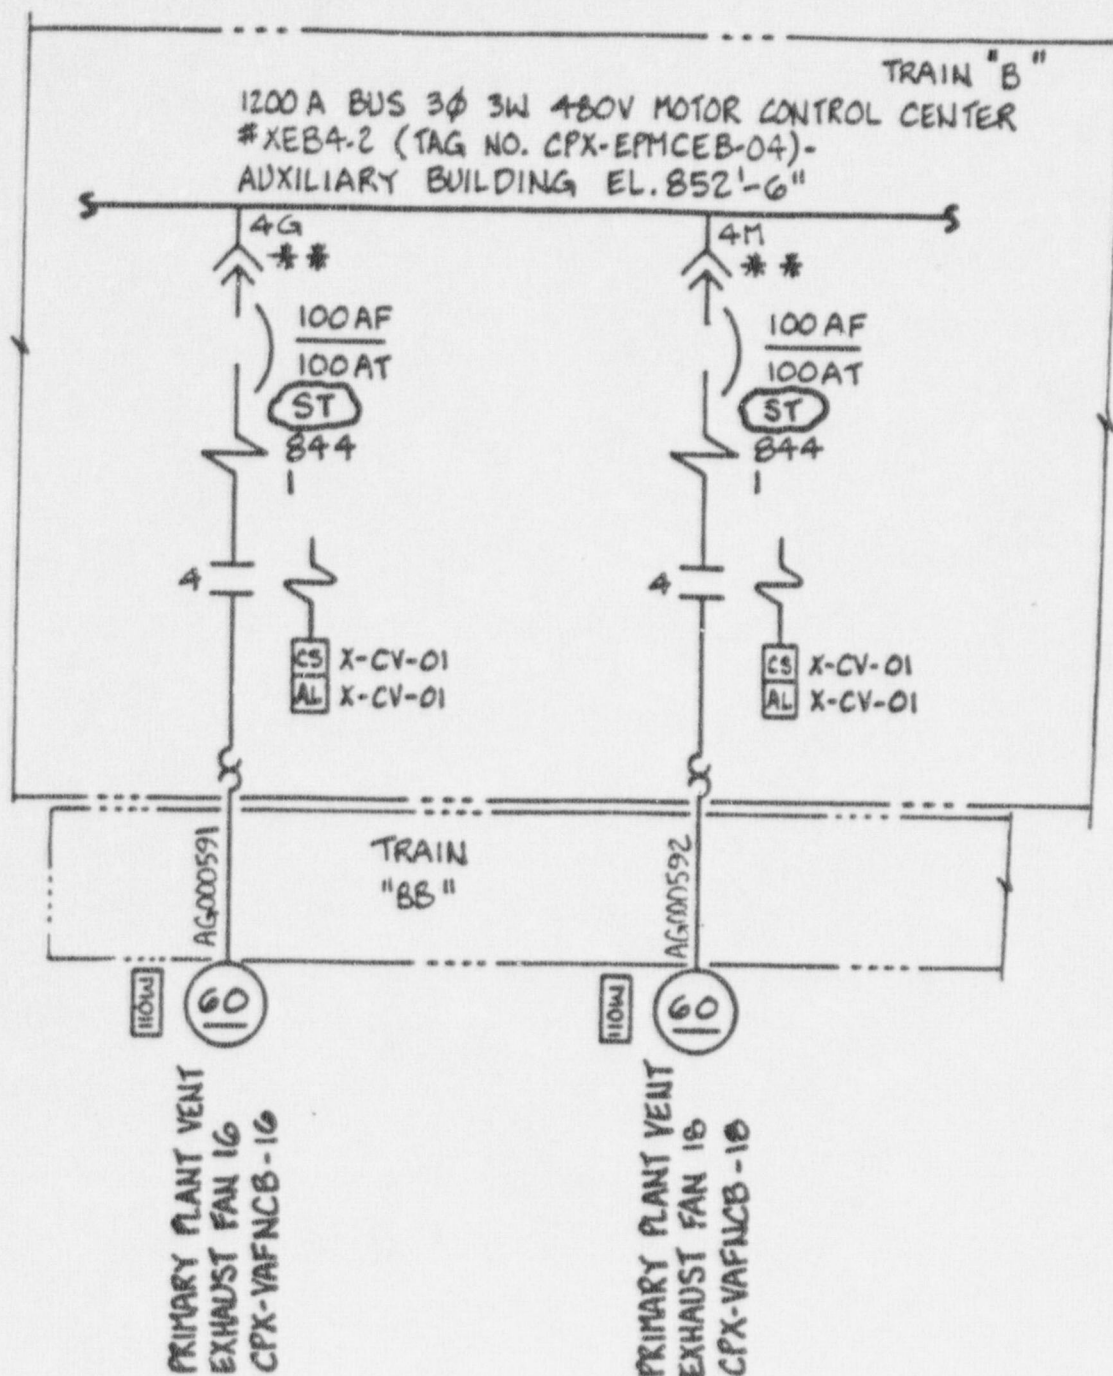 TRAIN "B"
1200 A BUS 3Ø 3W 480V MOTOR CONTROL CENTER
#XEB4-2 (TAG NO. CPX-EPMCEB-04)-
AUXILIARY BUILDING EL. 852'-6"
4G
**
100AF
100AT
ST
844
1
4
CS X-CV-01
AL X-CV-01
4M
**
100AF
100AT
ST
844
1
4
CS X-CV-01
AL X-CV-01
AG000591
TRAIN
"BB"
AG000592
110W
60
110W
60
PRIMARY PLANT VENT
EXHAUST FAN 16
CPX-VAFNCB-16
PRIMARY PLANT VENT
EXHAUST FAN 18
CPX-VAFNCB-18